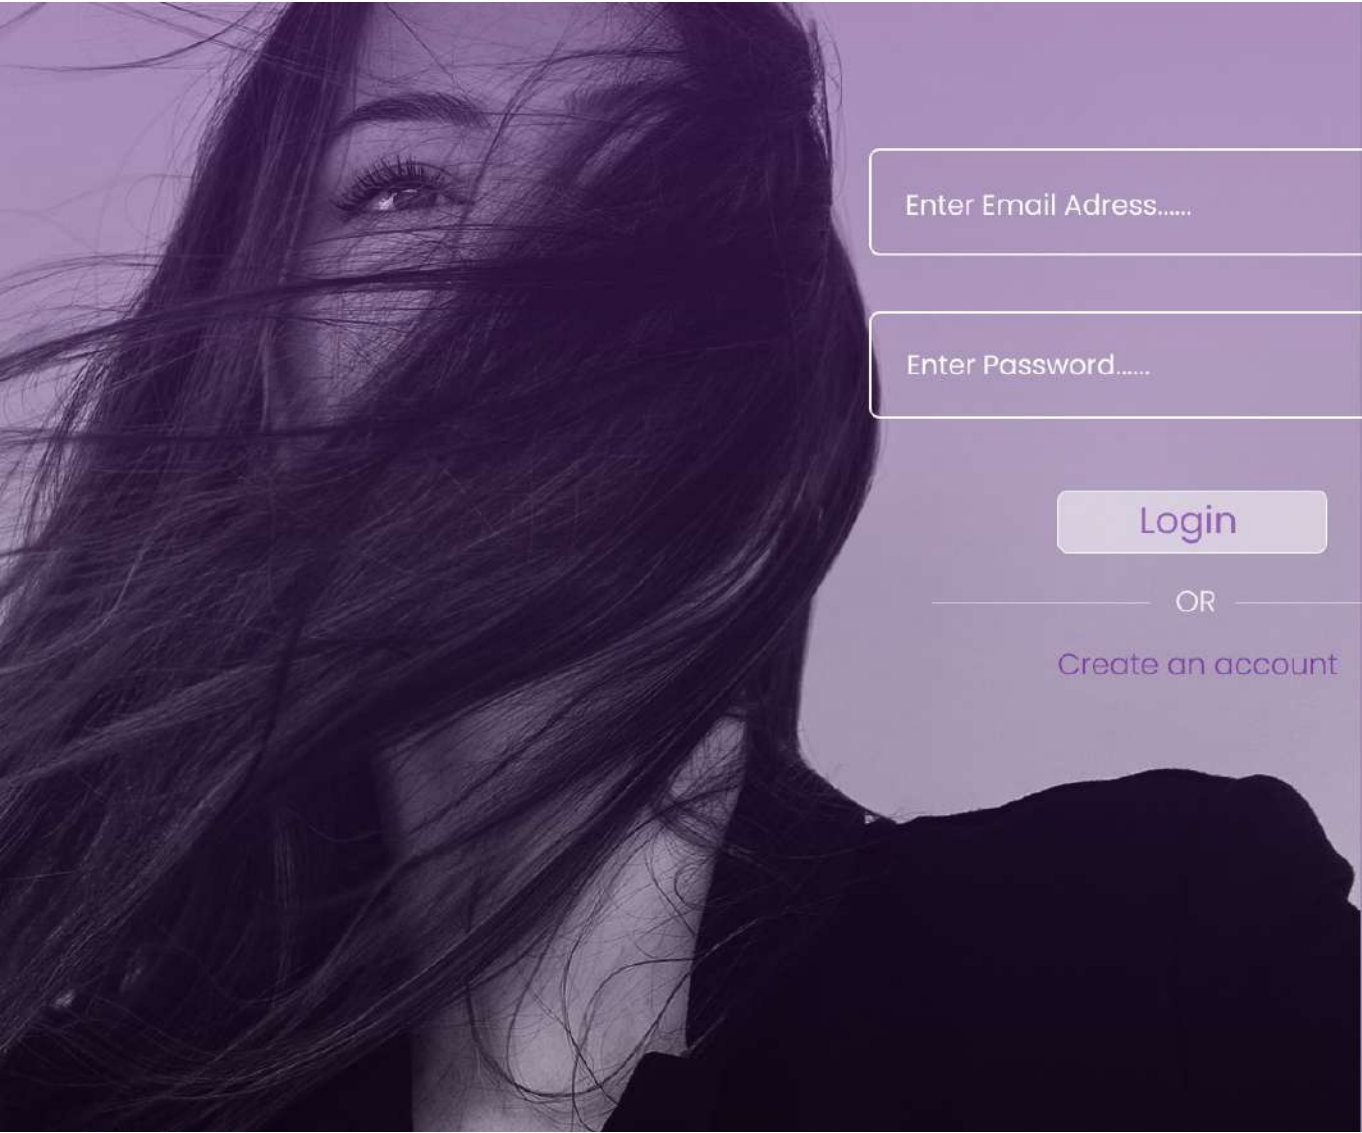 Enter Email Adress......
Enter Password......
Login
OR
Create an account